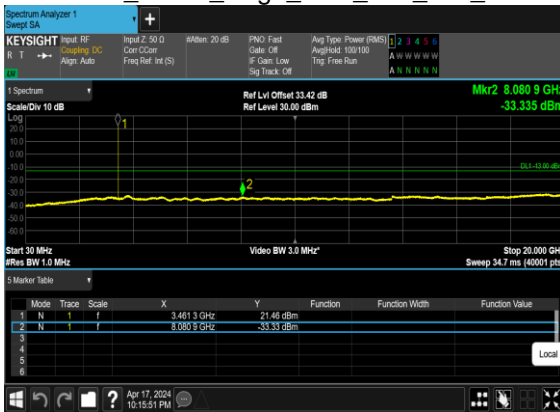 Spectrum Analyzer 1
Swept SA
+
KEYSIGHT Input: RF Input Z: 50 Ω #Atten: 20 dB PNO: Fast Avg Type: Power (RMS) 1 2 3 4 5 6
R T Coupling: DC Corr CCorr Gate: Off Avg|Hold: 100/100 A W W W W W
Align: Auto Freq Ref: Int (S) IF Gain: Low Trig: Free Run
Sig Track: Off A N N N N N
1 Spectrum Ref Lvl Offset 33.42 dB Mkr2 8.080 9 GHz
Scale/Div 10 dB Ref Level 30.00 dBm -33.335 dBm
Log
20.0
10.0
0.00
-10.0
-20.0
-30.0
-40.0
-50.0
-60.0
1
2
DL1 -13.00 dBm
Start 30 MHz Video BW 3.0 MHz* Stop 20.000 GH
#Res BW 1.0 MHz Sweep 34.7 ms (40001 pts
5 Marker Table
Mode Trace Scale X Y Function Function Width Function Value
1 N 1 f 3.461 3 GHz 21.46 dBm
2 N 1 f 8.080 9 GHz -33.33 dBm
3
4
5
6
Local
? Apr 17, 2024
10:15:51 PM